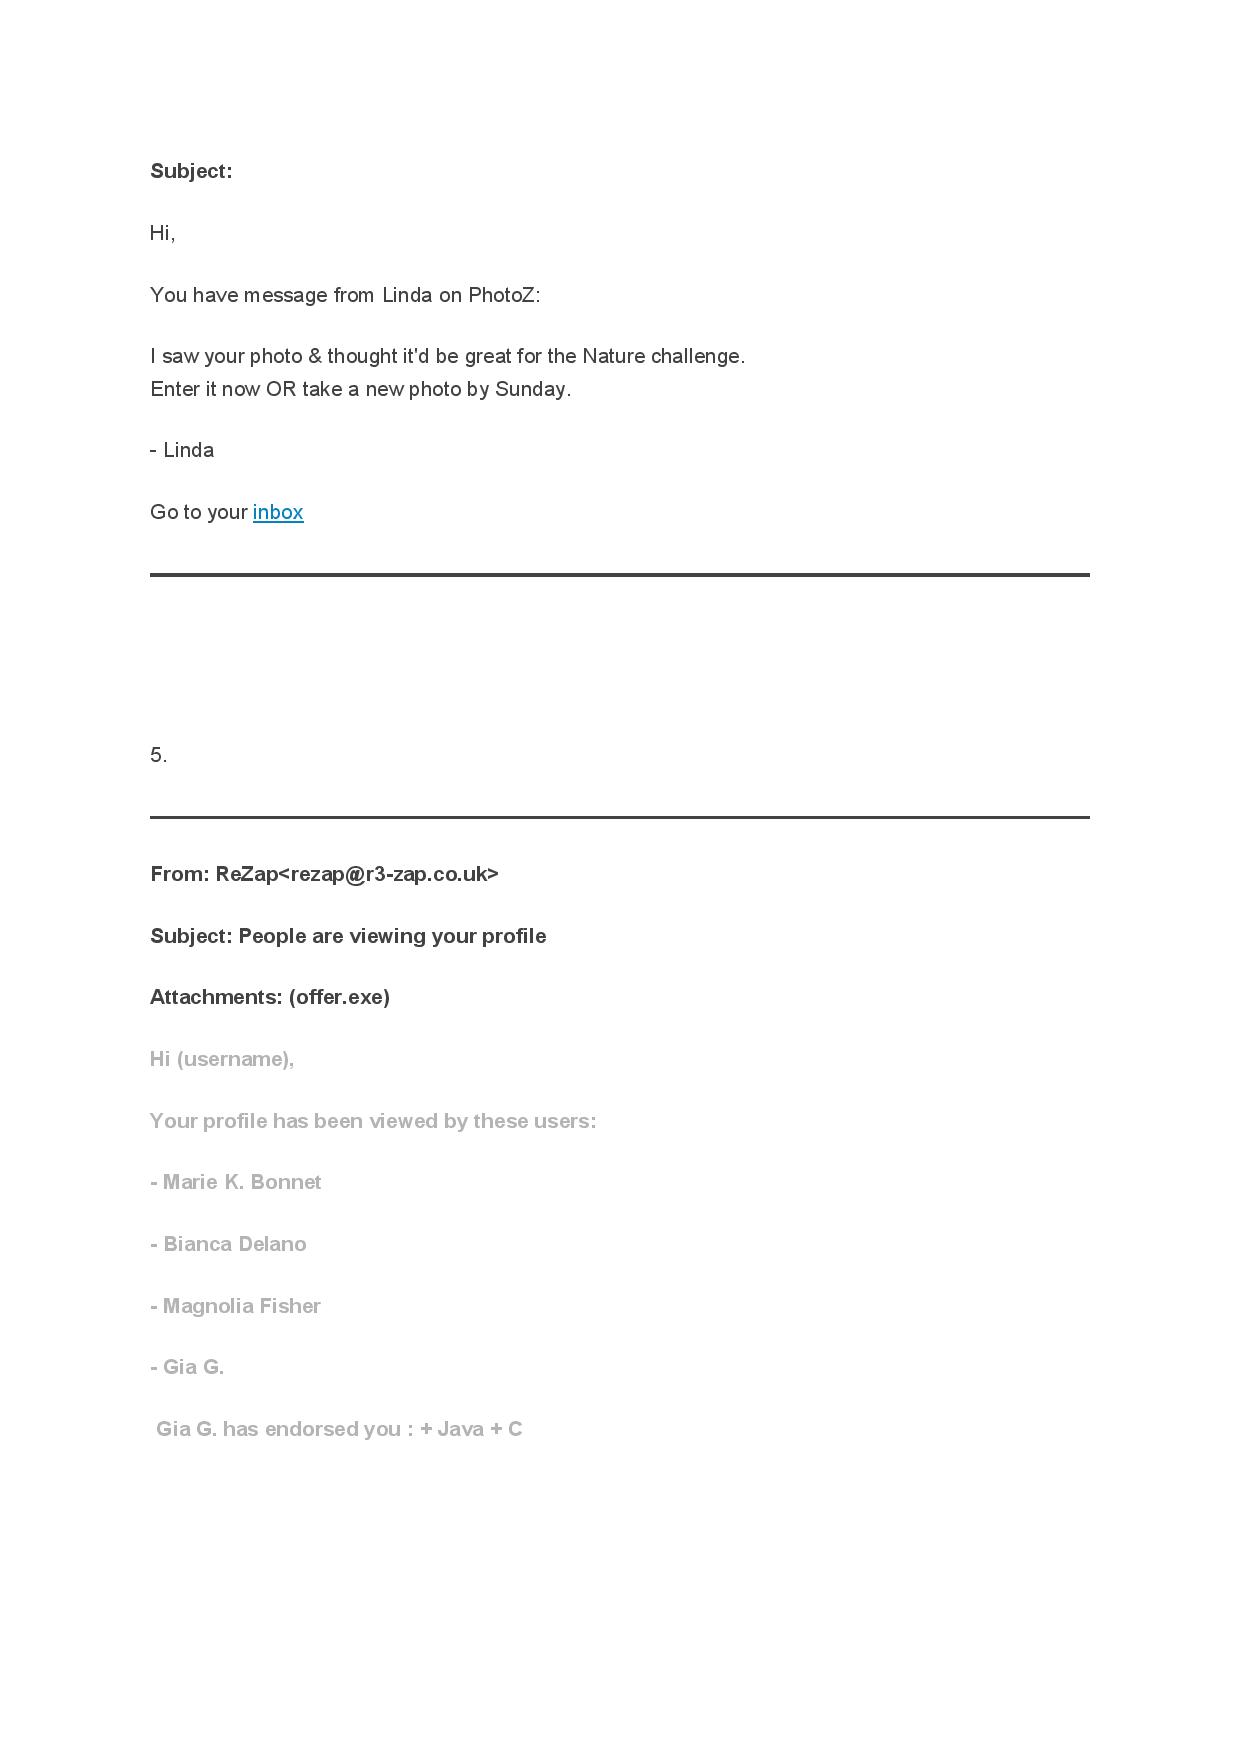 Subject:
Hi,
You have message from Linda on PhotoZ:
I saw your photo & thought it'd be great for the Nature challenge.
Enter it now OR take a new photo by Sunday.
- Linda
Go to your inbox
5.
From: ReZap<rezap@r3-zap.co.uk>
Subject: People are viewing your profile
Attachments: (offer.exe)
Hi (username),
Your profile has been viewed by these users:
- Marie K. Bonnet
- Bianca Delano
- Magnolia Fisher
- Gia G.
Gia G. has endorsed you : + Java + C